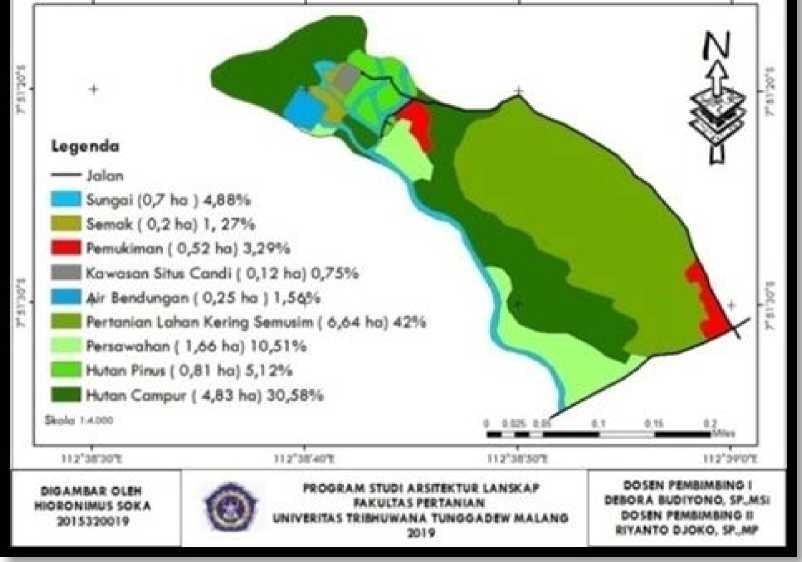 N
7°51'20"S
7°51'20"S
Legenda
Jalan
Sungai (0,7 ha ) 4,88%
Semak ( 0,2 ha) 1, 27%
Pemukiman ( 0,52 ha) 3,29%
Kawasan Situs Candi ( 0,12 ha) 0,75%
Air Bendungan ( 0,25 ha ) 1,56%
Pertanian Lahan Kering Semusim ( 6,64 ha) 42%
Persawahan ( 1,66 ha) 10,51%
Hutan Pinus ( 0,81 ha) 5,12%
Hutan Campur ( 4,83 ha) 30,58%
7°51'30"S
7°51'30"S
Skala 1:4.000
0 0.025 0.05 0.1 0.15 0.2
Miles
112°38'30"E 112°38'40"E 112°38'50"E 112°39'0"E
DIGAMBAR OLEH
HIORONIMUS SOKA
2015320019
PROGRAM STUDI ARSITEKTUR LANSKAP
FAKULTAS PERTANIAN
UNIVERITAS TRIBHUWANA TUNGGADEW MALANG
2019
DOSEN PEMBIMBING I
DEBORA BUDIYONO, SP.,MSi
DOSEN PEMBIMBING II
RIYANTO DJOKO, SP.,MP